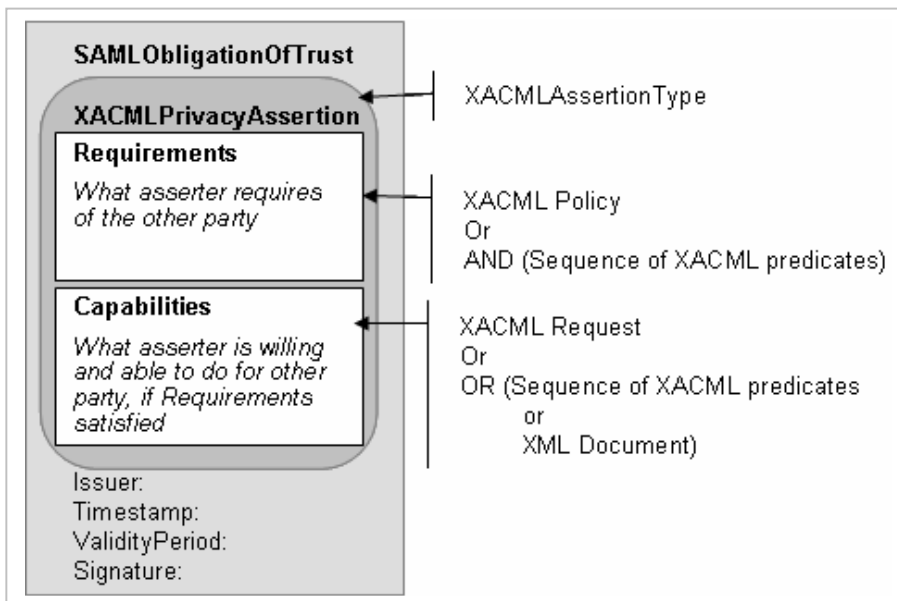 SAMLObligationOfTrust
XACMLPrivacyAssertion
Requirements
What asserter requires
of the other party
Capabilities
What asserter is willing
and able to do for other
party, if Requirements
satisfied
Issuer:
Timestamp:
ValidityPeriod:
Signature:
XACMLAssertionType
XACML Policy
Or
AND (Sequence of XACML predicates)
XACML Request
Or
OR (Sequence of XACML predicates
or
XML Document)